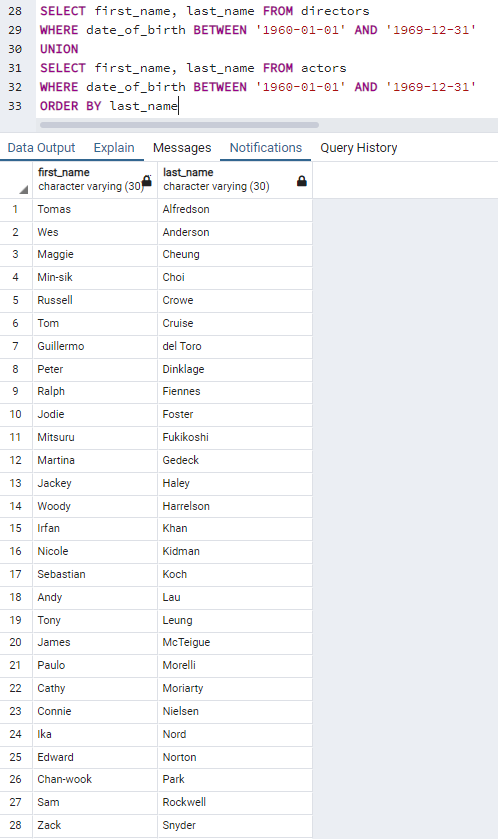 28 SELECT first_name, last_name FROM directors
29 WHERE date_of_birth BETWEEN '1960-01-01' AND '1969-12-31'
30 UNION
31 SELECT first_name, last_name FROM actors
32 WHERE date_of_birth BETWEEN '1960-01-01' AND '1969-12-31'
33 ORDER BY last_name
Data Output Explain Messages Notifications Query History
first_name last_name
character varying (30) character varying (30)
1 Tomas Alfredson
2 Wes Anderson
3 Maggie Cheung
4 Min-sik Choi
5 Russell Crowe
6 Tom Cruise
7 Guillermo del Toro
8 Peter Dinklage
9 Ralph Fiennes
10 Jodie Foster
11 Mitsuru Fukikoshi
12 Martina Gedeck
13 Jackey Haley
14 Woody Harrelson
15 Irfan Khan
16 Nicole Kidman
17 Sebastian Koch
18 Andy Lau
19 Tony Leung
20 James McTeigue
21 Paulo Morelli
22 Cathy Moriarty
23 Connie Nielsen
24 Ika Nord
25 Edward Norton
26 Chan-wook Park
27 Sam Rockwell
28 Zack Snyder